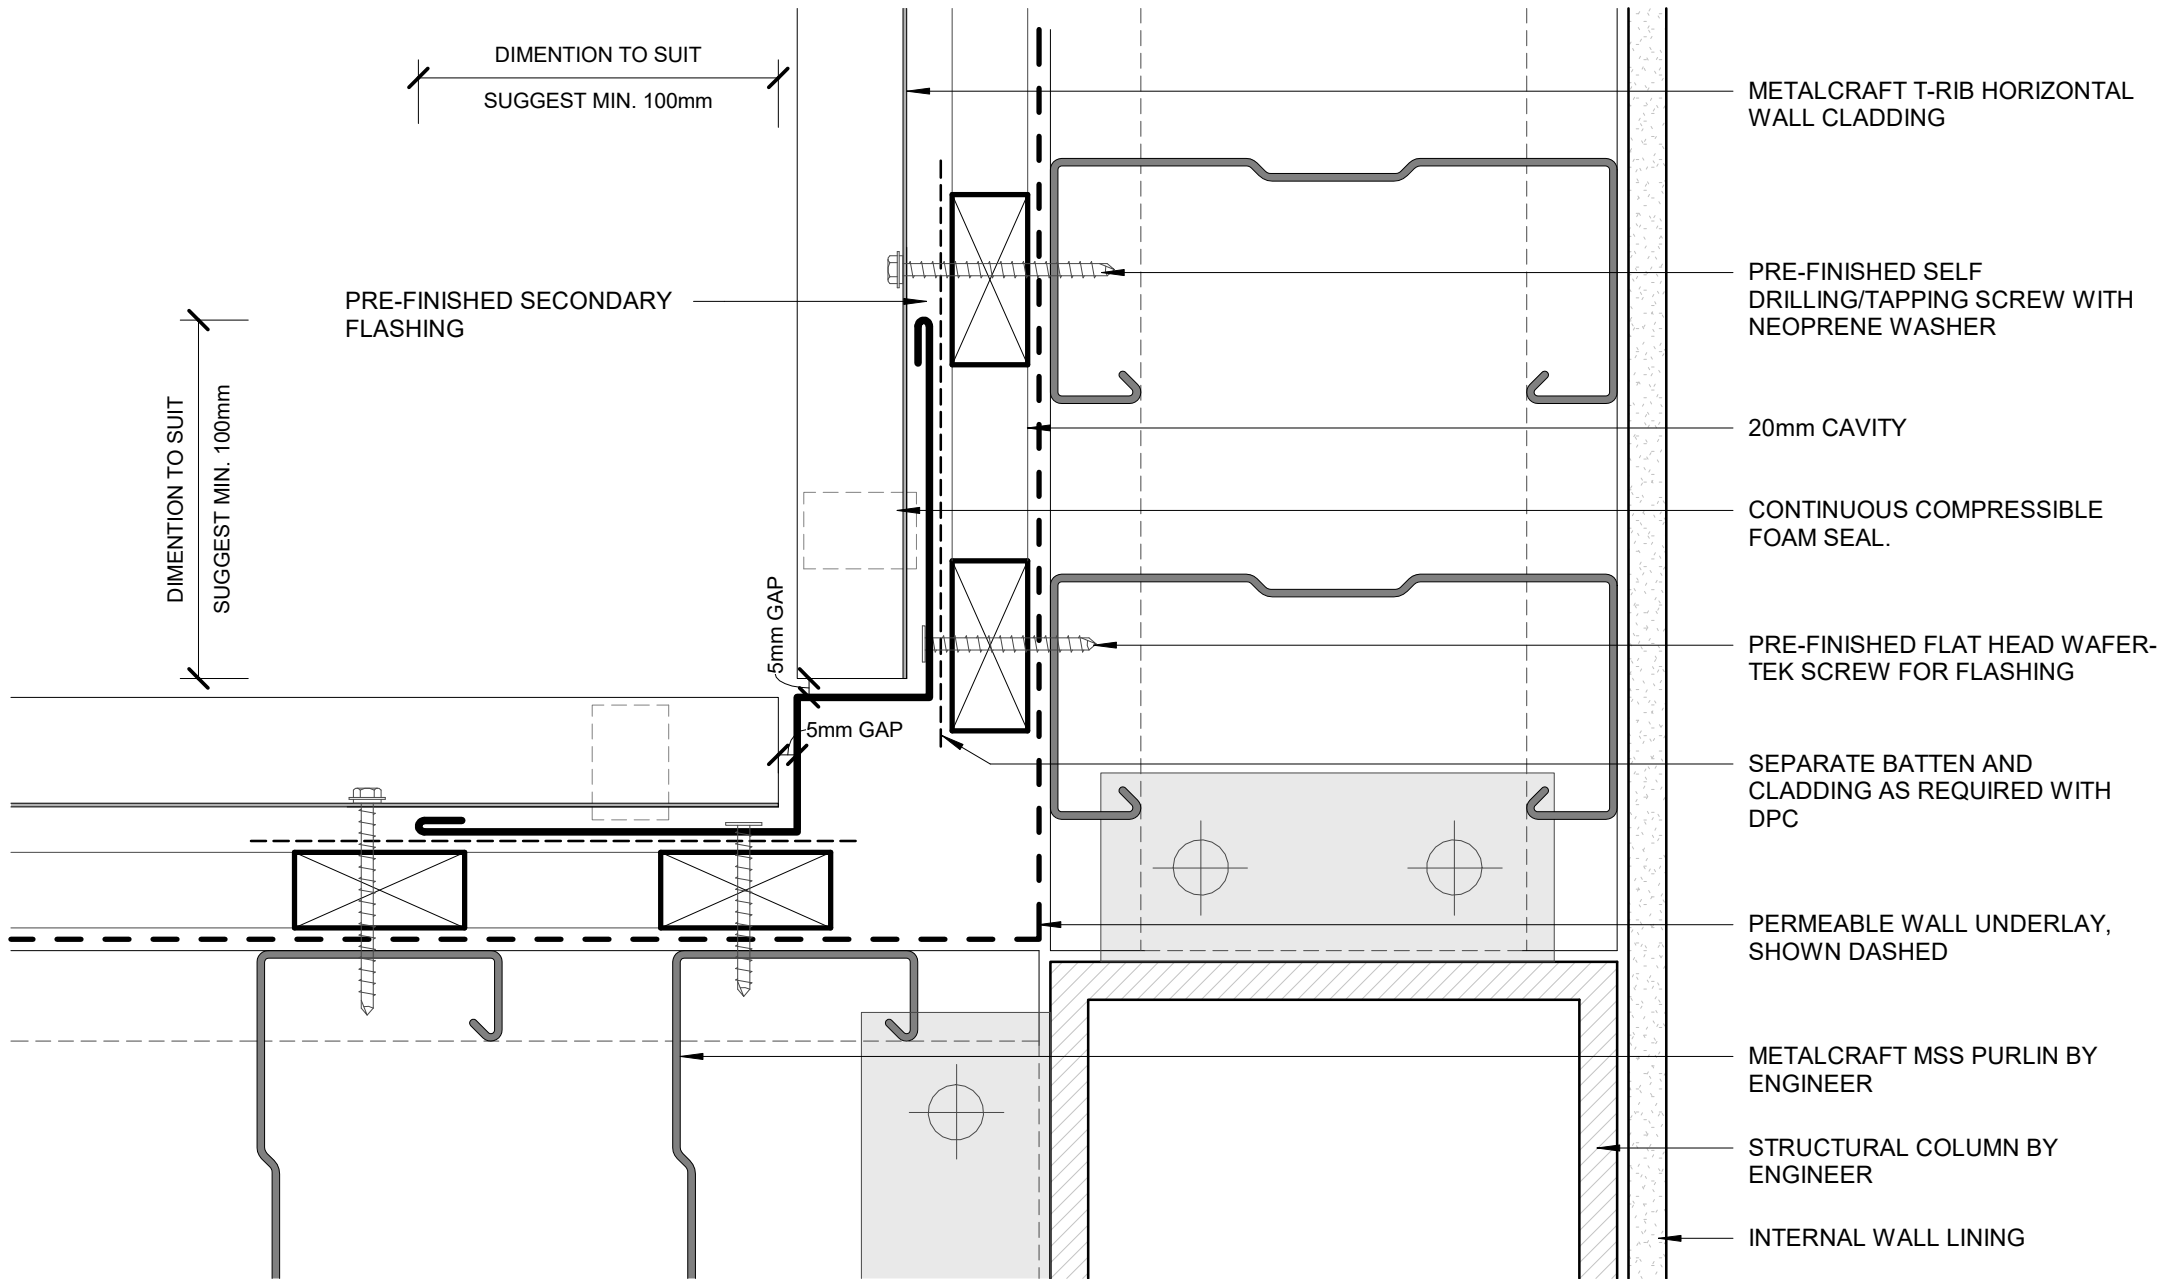 DIMENTION TO SUIT
SUGGEST MIN. 100mm
METALCRAFT T-RIB HORIZONTAL
WALL CLADDING
PRE-FINISHED SECONDARY
FLASHING
PRE-FINISHED SELF
DRILLING/TAPPING SCREW WITH
NEOPRENE WASHER
DIMENTION TO SUIT
SUGGEST MIN. 100mm
20mm CAVITY
CONTINUOUS COMPRESSIBLE
FOAM SEAL.
5mm GAP
PRE-FINISHED FLAT HEAD WAFER-
TEK SCREW FOR FLASHING
5mm GAP
SEPARATE BATTEN AND
CLADDING AS REQUIRED WITH
DPC
PERMEABLE WALL UNDERLAY,
SHOWN DASHED
METALCRAFT MSS PURLIN BY
ENGINEER
STRUCTURAL COLUMN BY
ENGINEER
INTERNAL WALL LINING